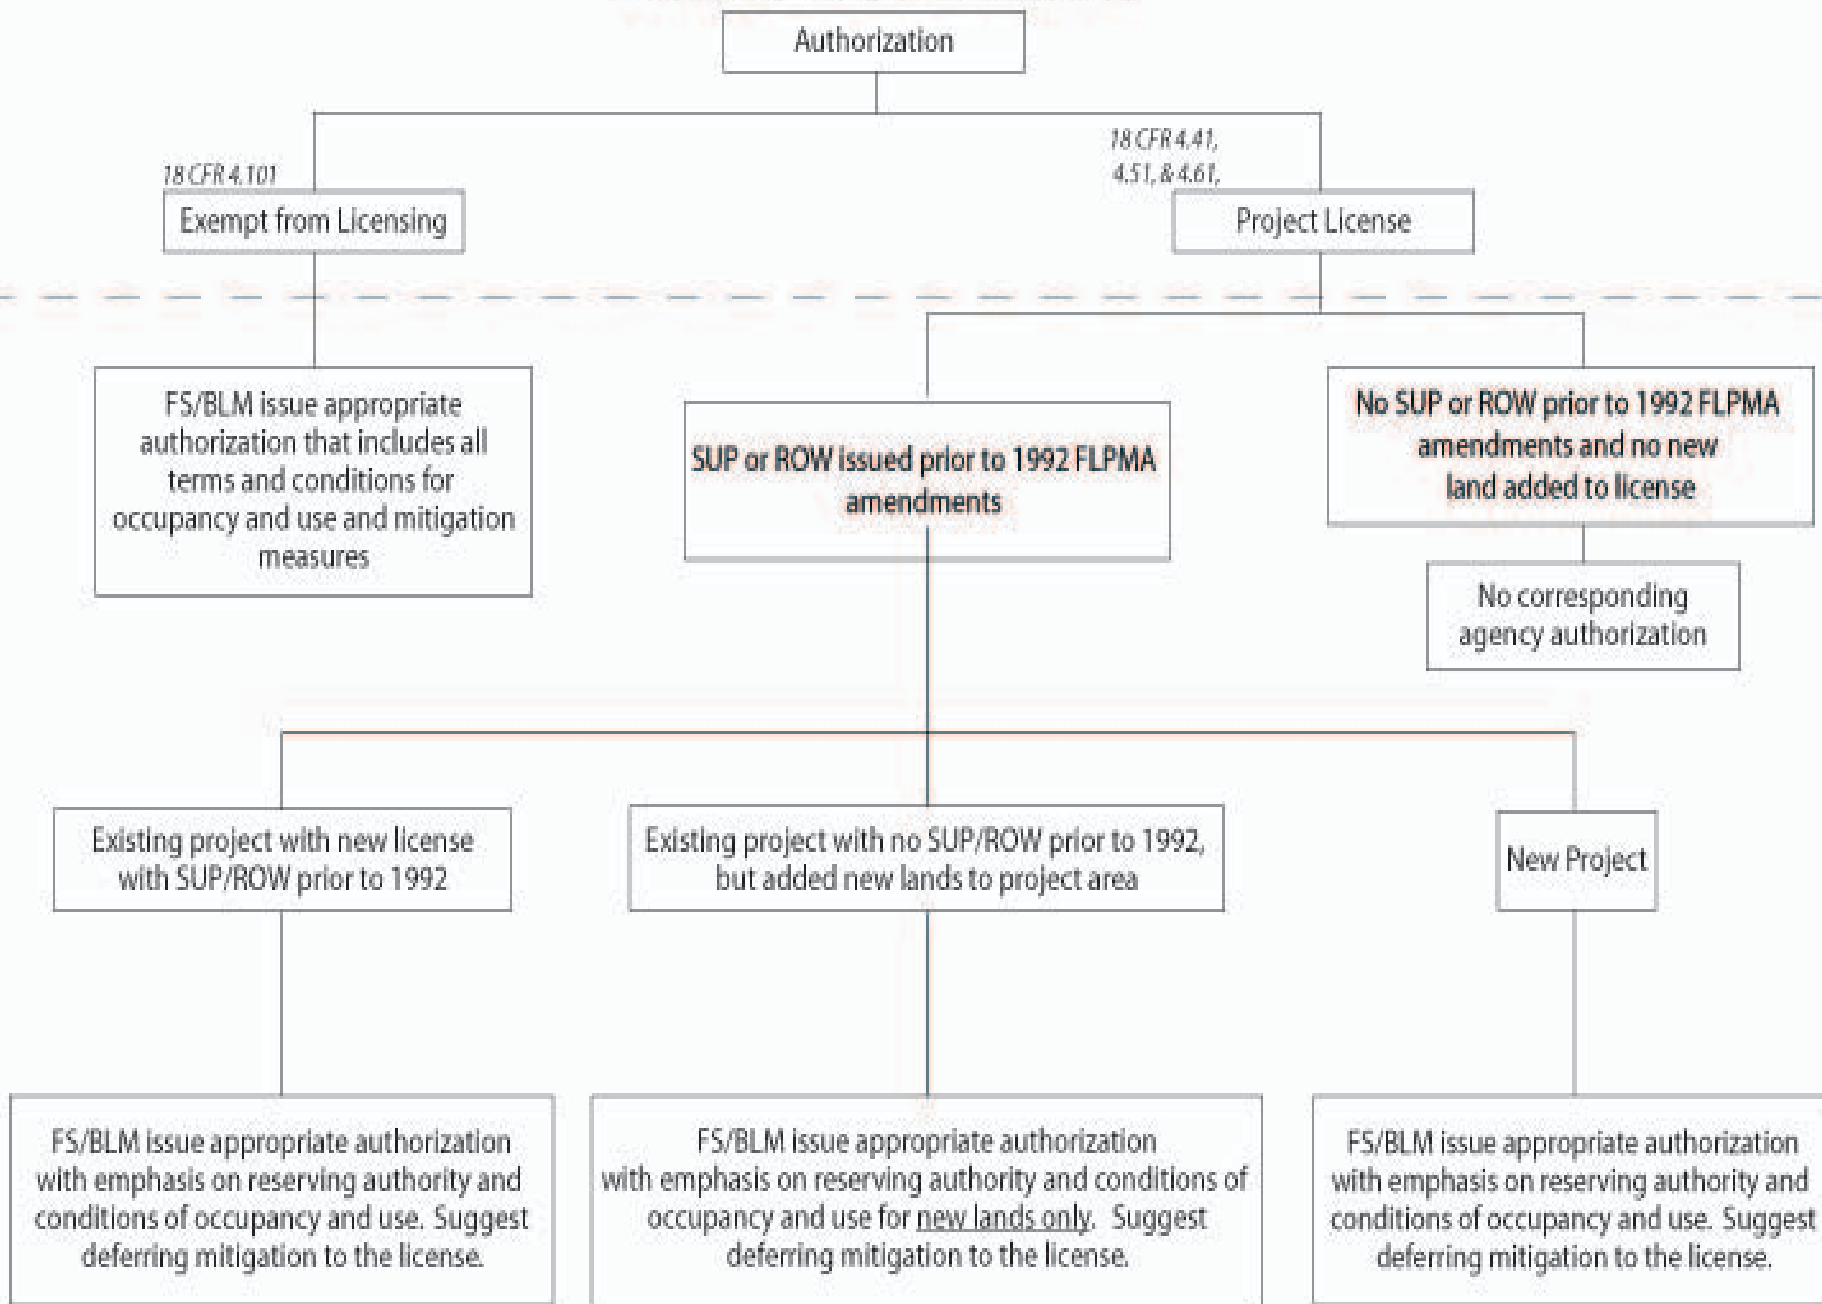 Authorization
18 CFR 4.101
Exempt from Licensing
18 CFR 4.41,
4.51, & 4.61,
Project License
FS/BLM issue appropriate
authorization that includes all
terms and conditions for
occupancy and use and mitigation
measures
SUP or ROW issued prior to 1992 FLPMA
amendments
No SUP or ROW prior to 1992 FLPMA
amendments and no new
land added to license
No corresponding
agency authorization
Existing project with new license
with SUP/ROW prior to 1992
Existing project with no SUP/ROW prior to 1992,
but added new lands to project area
New Project
FS/BLM issue appropriate authorization
with emphasis on reserving authority and
conditions of occupancy and use. Suggest
deferring mitigation to the license.
FS/BLM issue appropriate authorization
with emphasis on reserving authority and conditions of
occupancy and use for new lands only. Suggest
deferring mitigation to the license.
FS/BLM issue appropriate authorization
with emphasis on reserving authority and
conditions of occupancy and use. Suggest
deferring mitigation to the license.